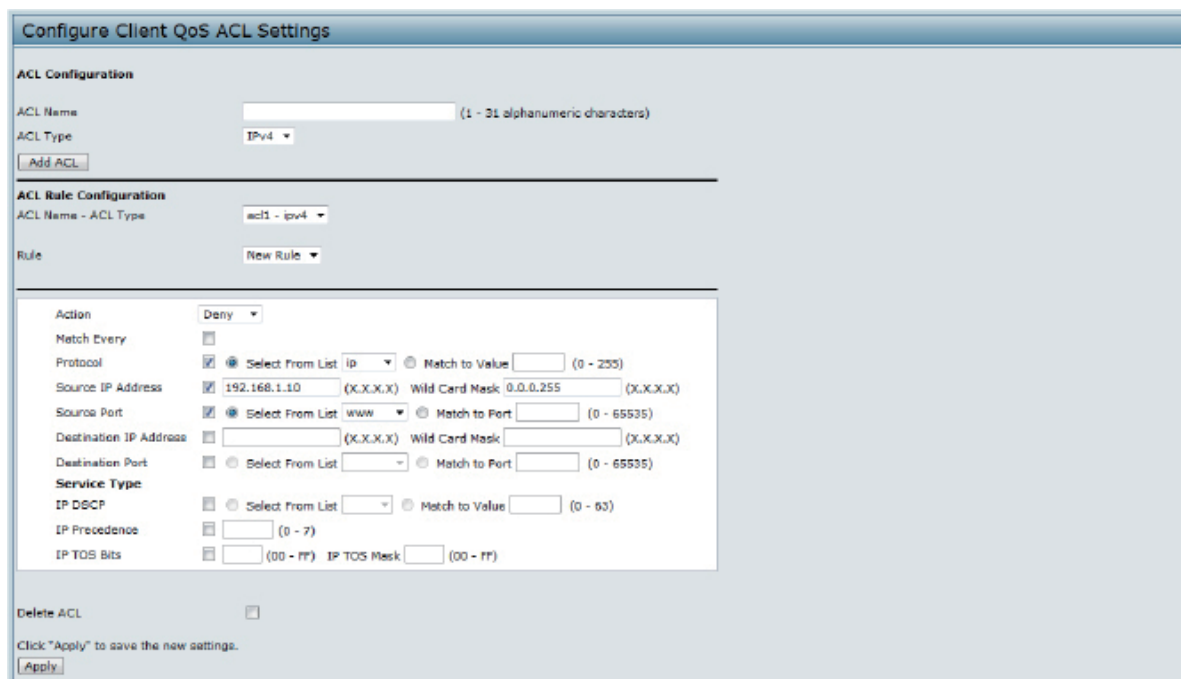 Configure Client QoS ACL Settings
ACL Configuration
ACL Name (1 - 31 alphanumeric characters)
ACL Type IPv4
Add ACL
ACL Rule Configuration
ACL Name - ACL Type acl1 - ipv4
Rule New Rule
Action Deny
Match Every
Protocol Select From List ip Match to Value (0 - 255)
Source IP Address 192.168.1.10 (X.X.X.X) Wild Card Mask 0.0.0.255 (X.X.X.X)
Source Port Select From List www Match to Port (0 - 65535)
Destination IP Address (X.X.X.X) Wild Card Mask (X.X.X.X)
Destination Port Select From List Match to Port (0 - 65535)
Service Type
IP DSCP Select From List Match to Value (0 - 63)
IP Precedence (0 - 7)
IP TOS Bits (00 - FF) IP TOS Mask (00 - FF)
Delete ACL
Click "Apply" to save the new settings.
Apply